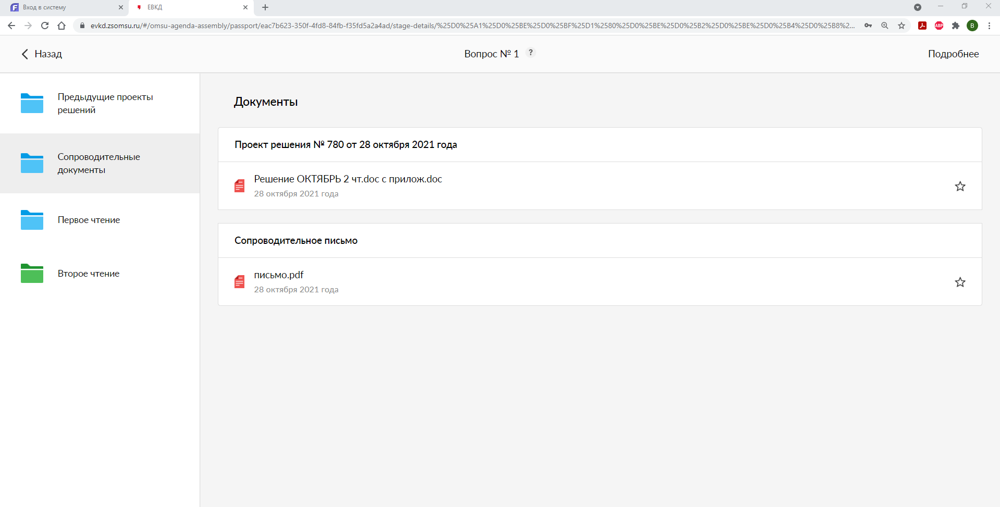 Вход в систему
ЕВКД
evkd.zsomsu.ru/#/omsu-agenda-assembly/passport/eac7b623-350f-4fd8-84fb-f35fd5a2a4ad/stage-details/%25D0%25A1%25D0%25BE%25D0%25BF%25D1%2580%25D0%25BE%25D0%25B2%25D0%25BE%25D0%25B4%25D0%25B8%2...
ABP
B
Назад
Вопрос № 1 ?
Подробнее
Предыдущие проекты
решений
Сопроводительные
документы
Первое чтение
Второе чтение
Документы
Проект решения № 780 от 28 октября 2021 года
Решение ОКТЯБРЬ 2 чт.doc с прилож.doc
28 октября 2021 года
Сопроводительное письмо
письмо.pdf
28 октября 2021 года